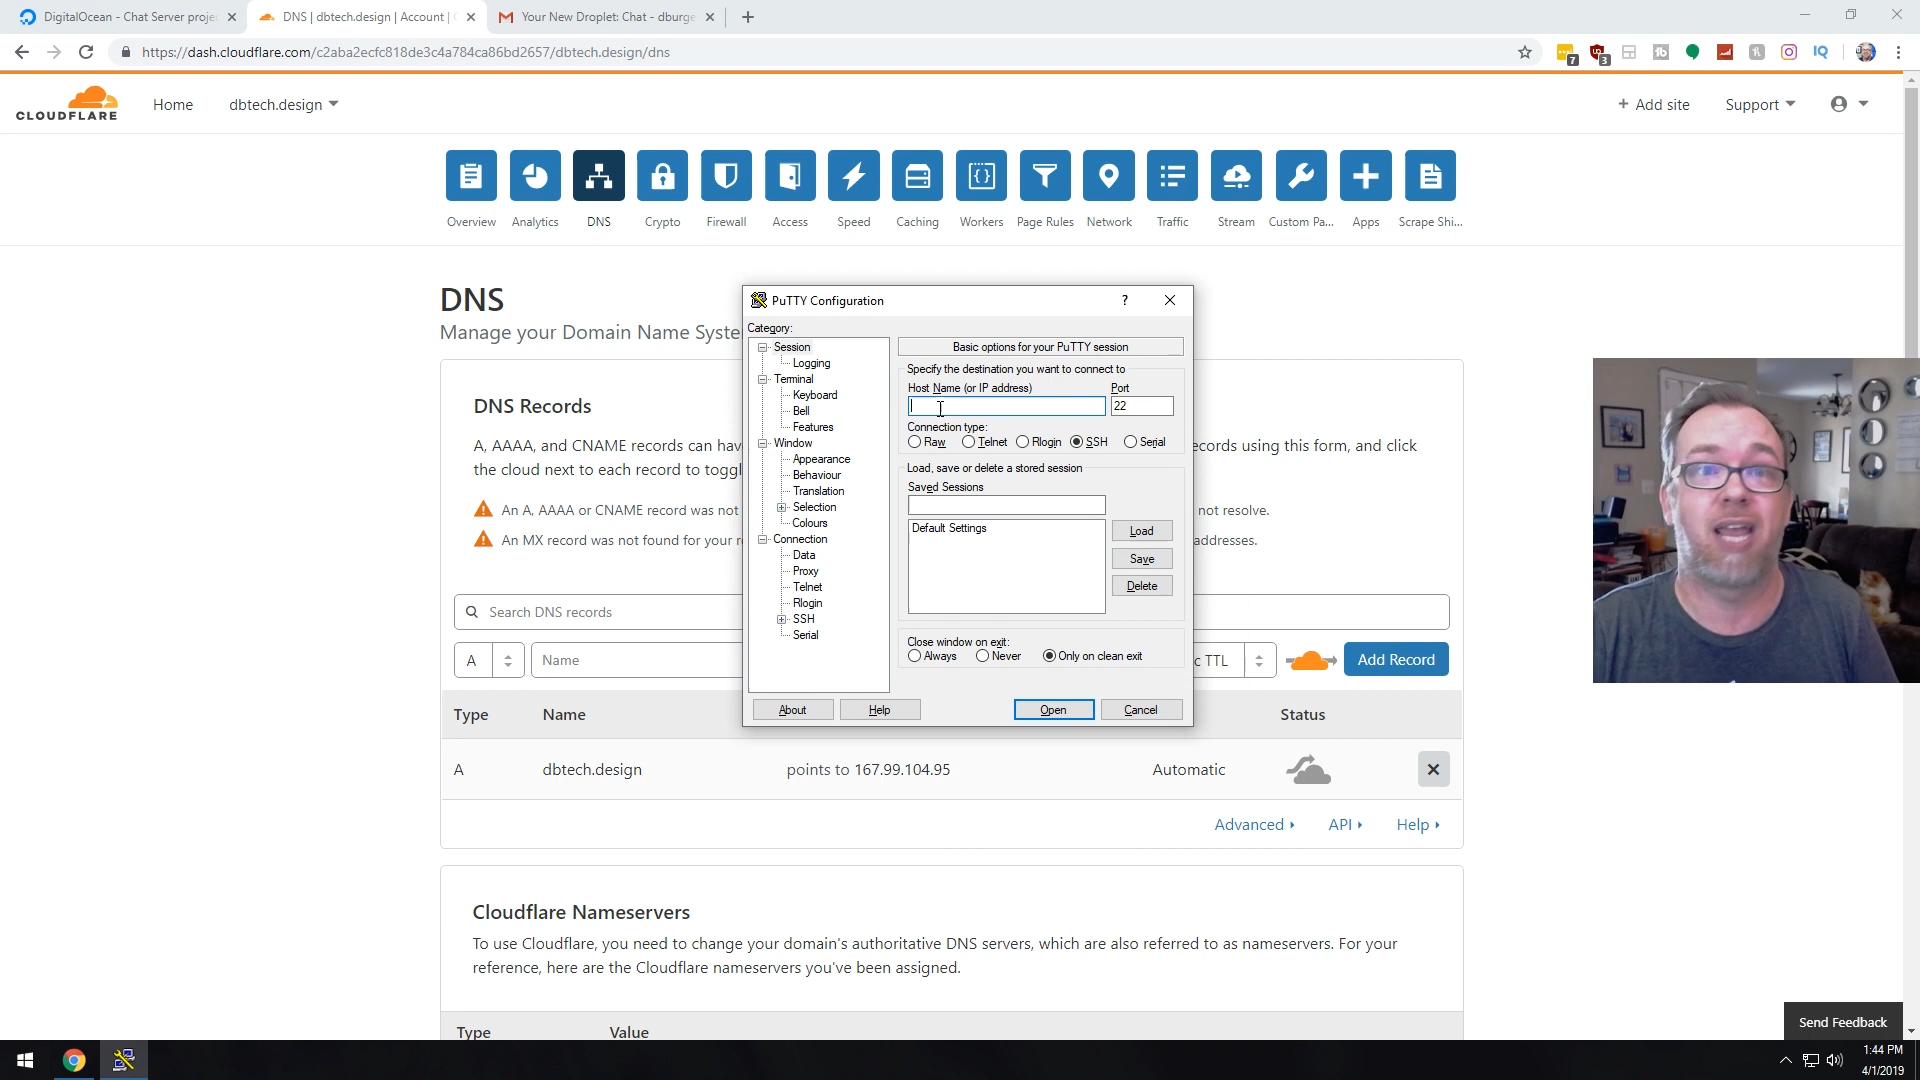 DigitalOcean - Chat Server proje
DNS | dbtech.design | Account | C
Your New Droplet: Chat - dburge
https://dash.cloudflare.com/c2aba2ecfc818de3c4a784ca86bd2657/dbtech.design/dns
7
3
CLOUDFLARE
Home
dbtech.design
+ Add site
Support
Overview
Analytics
DNS
Crypto
Firewall
Access
Speed
Caching
Workers
Page Rules
Network
Traffic
Stream
Custom Pa...
Apps
Scrape Shi...
DNS
Manage your Domain Name Syste
DNS Records
A, AAAA, and CNAME records can hav
ecords using this form, and click
the cloud next to each record to toggl
An A, AAAA or CNAME record was not
not resolve.
An MX record was not found for your r
addresses.
Search DNS records
A
Name
c TTL
Add Record
Type
Name
Status
A
dbtech.design
points to 167.99.104.95
Automatic
Advanced
API
Help
Cloudflare Nameservers
To use Cloudflare, you need to change your domain's authoritative DNS servers, which are also referred to as nameservers. For your
reference, here are the Cloudflare nameservers you've been assigned.
Type
Value
Send Feedback
PuTTY Configuration
?
Category:
Session
Logging
Terminal
Keyboard
Bell
Features
Window
Appearance
Behaviour
Translation
Selection
Colours
Connection
Data
Proxy
Telnet
Rlogin
SSH
Serial
Basic options for your PuTTY session
Specify the destination you want to connect to
Host Name (or IP address)
Port
22
Connection type:
Raw
Telnet
Rlogin
SSH
Serial
Load, save or delete a stored session
Saved Sessions
Default Settings
Load
Save
Delete
Close window on exit:
Always
Never
Only on clean exit
About
Help
Open
Cancel
1:44 PM
4/1/2019